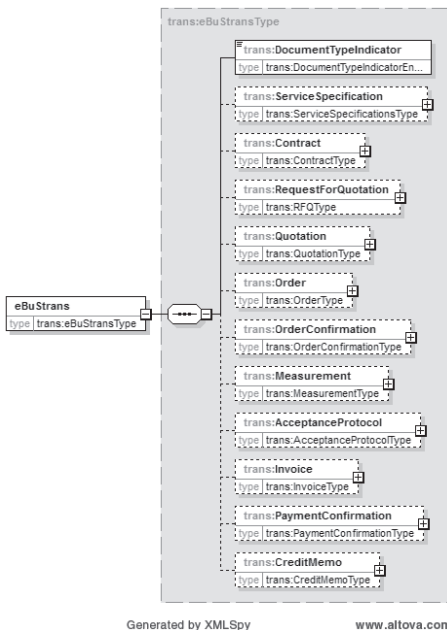 trans:eBuStransType
trans:DocumentTypeIndicator
type trans:DocumentTypeIndicatorEn...
trans:ServiceSpecification
type trans:ServiceSpecificationsType
trans:Contract
type trans:ContractType
trans:RequestForQuotation
type trans:RFQType
trans:Quotation
type trans:QuotationType
trans:Order
type trans:OrderType
eBuStrans
type trans:eBuStransType
trans:OrderConfirmation
type trans:OrderConfirmationType
trans:Measurement
type trans:MeasurementType
trans:AcceptanceProtocol
type trans:AcceptanceProtocolType
trans:Invoice
type trans:InvoiceType
trans:PaymentConfirmation
type trans:PaymentConfirmationType
trans:CreditMemo
type trans:CreditMemoType
Generated by XMLSpy www.altova.com